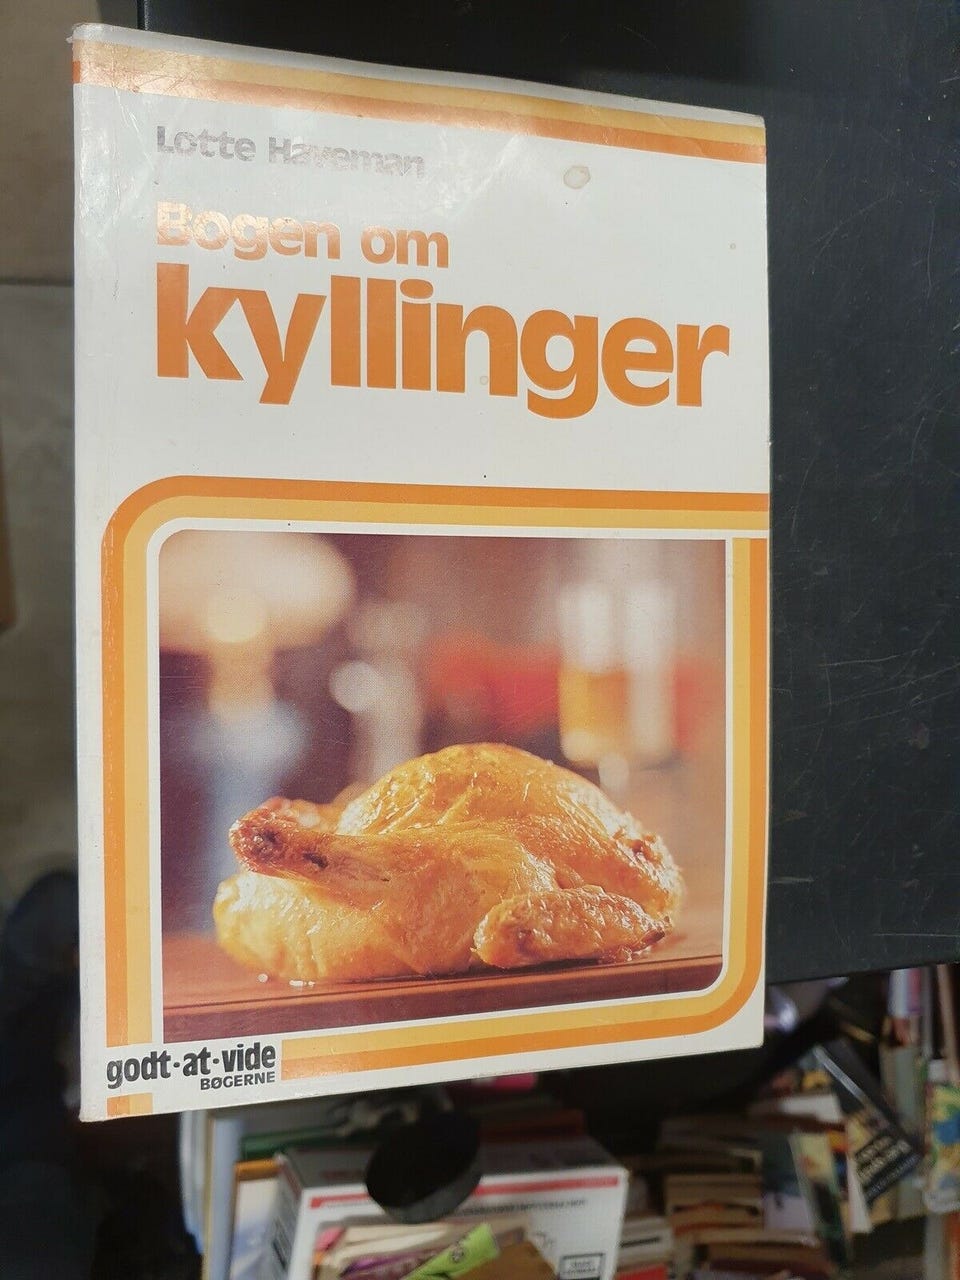 Lotte Haveman
Bogen om
kyllinger
godt·at·vide
BØGERNE